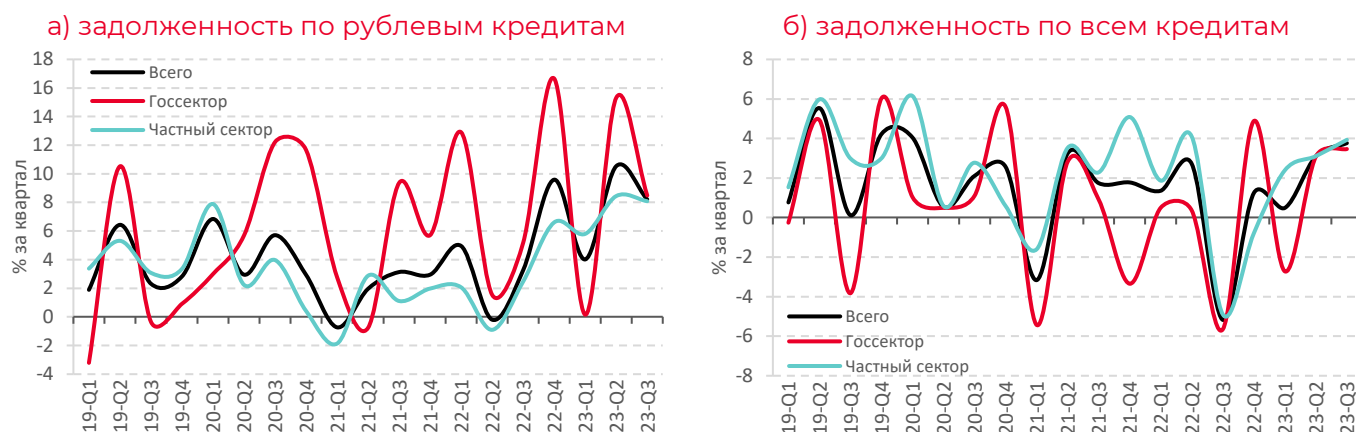 а) задолженность по рублевым кредитам
% за квартал
18
16
14
12
10
8
6
4
2
0
-2
-4
Всего
Госсектор
Частный сектор
19-Q1
19-Q2
19-Q3
19-Q4
20-Q1
20-Q2
20-Q3
20-Q4
21-Q1
21-Q2
21-Q3
21-Q4
22-Q1
22-Q2
22-Q3
22-Q4
23-Q1
23-Q2
23-Q3
б) задолженность по всем кредитам
% за квартал
8
6
4
2
0
-2
-4
-6
-8
Всего
Госсектор
Частный сектор
19-Q1
19-Q2
19-Q3
19-Q4
20-Q1
20-Q2
20-Q3
20-Q4
21-Q1
21-Q2
21-Q3
21-Q4
22-Q1
22-Q2
22-Q3
22-Q4
23-Q1
23-Q2
23-Q3